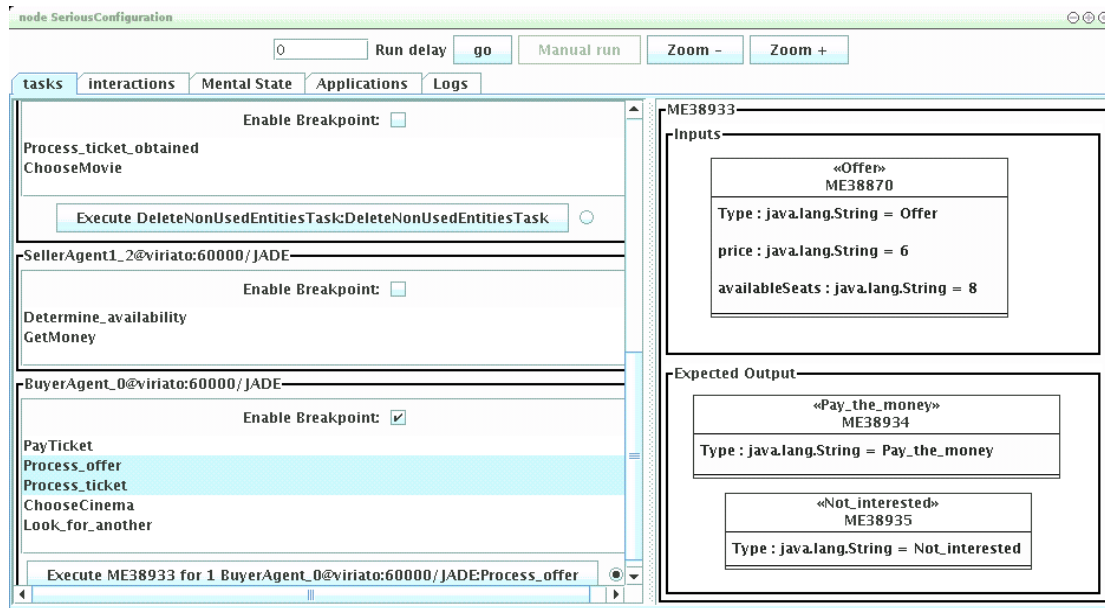 node SeriousConfiguration
0 Run delay go Manual run Zoom - Zoom +
tasks interactions Mental State Applications Logs
Enable Breakpoint:
Process_ticket_obtained
ChooseMovie
Execute DeleteNonUsedEntitiesTask:DeleteNonUsedEntitiesTask
SellerAgent1_2@viriato:60000/JADE
Enable Breakpoint:
Determine_availability
GetMoney
BuyerAgent_0@viriato:60000/JADE
Enable Breakpoint:
PayTicket
Process_offer
Process_ticket
ChooseCinema
Look_for_another
Execute ME38933 for 1 BuyerAgent_0@viriato:60000/JADE:Process_offer
ME38933
Inputs
«Offer»
ME38870
Type : java.lang.String = Offer
price : java.lang.String = 6
availableSeats : java.lang.String = 8
Expected Output
«Pay_the_money»
ME38934
Type : java.lang.String = Pay_the_money
«Not_interested»
ME38935
Type : java.lang.String = Not_interested